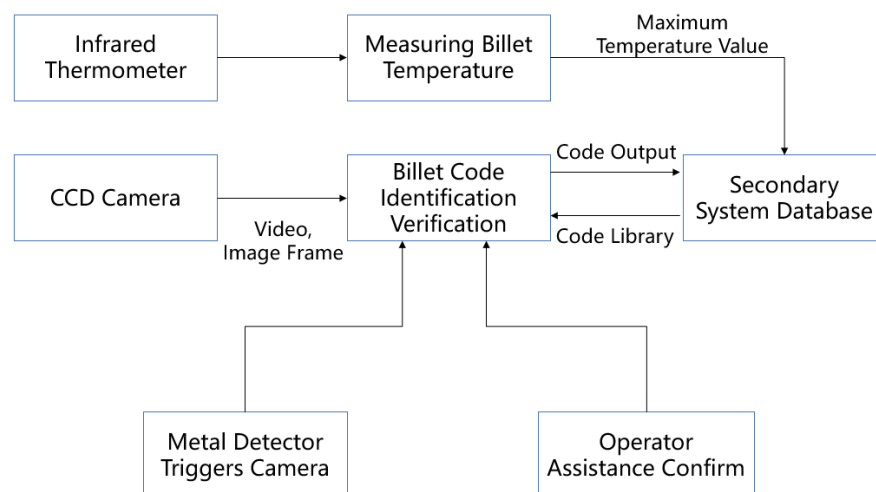 Infrared
Thermometer
Measuring Billet
Temperature
Maximum
Temperature Value
CCD Camera
Video,
Image Frame
Billet Code
Identification
Verification
Code Output
Code Library
Secondary
System Database
Metal Detector
Triggers Camera
Operator
Assistance Confirm